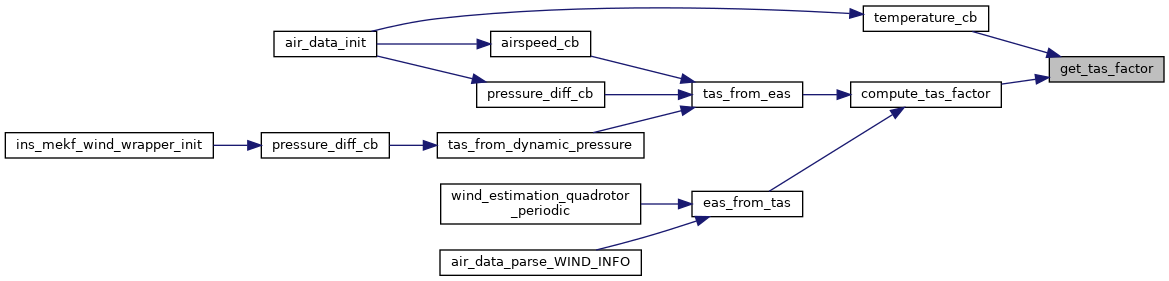 temperature_cb
air_data_init
airspeed_cb
get_tas_factor
pressure_diff_cb
tas_from_eas
compute_tas_factor
ins_mekf_wind_wrapper_init
pressure_diff_cb
tas_from_dynamic_pressure
wind_estimation_quadrotor
_periodic
eas_from_tas
air_data_parse_WIND_INFO